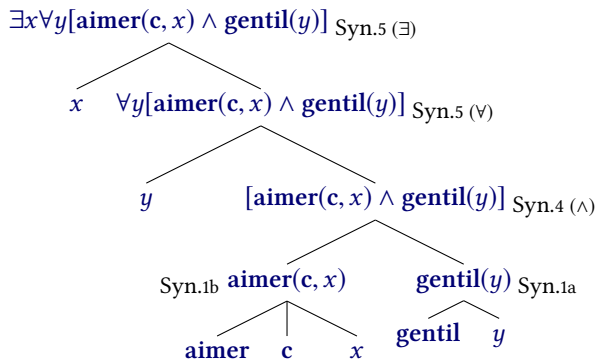 ∃x∀y[aimer(c, x) ∧ gentil(y)] Syn.5 (∃)
x ∀y[aimer(c, x) ∧ gentil(y)] Syn.5 (∀)
y [aimer(c, x) ∧ gentil(y)] Syn.4 (∧)
Syn.1b aimer(c, x) gentil(y) Syn.1a
aimer c x gentil y